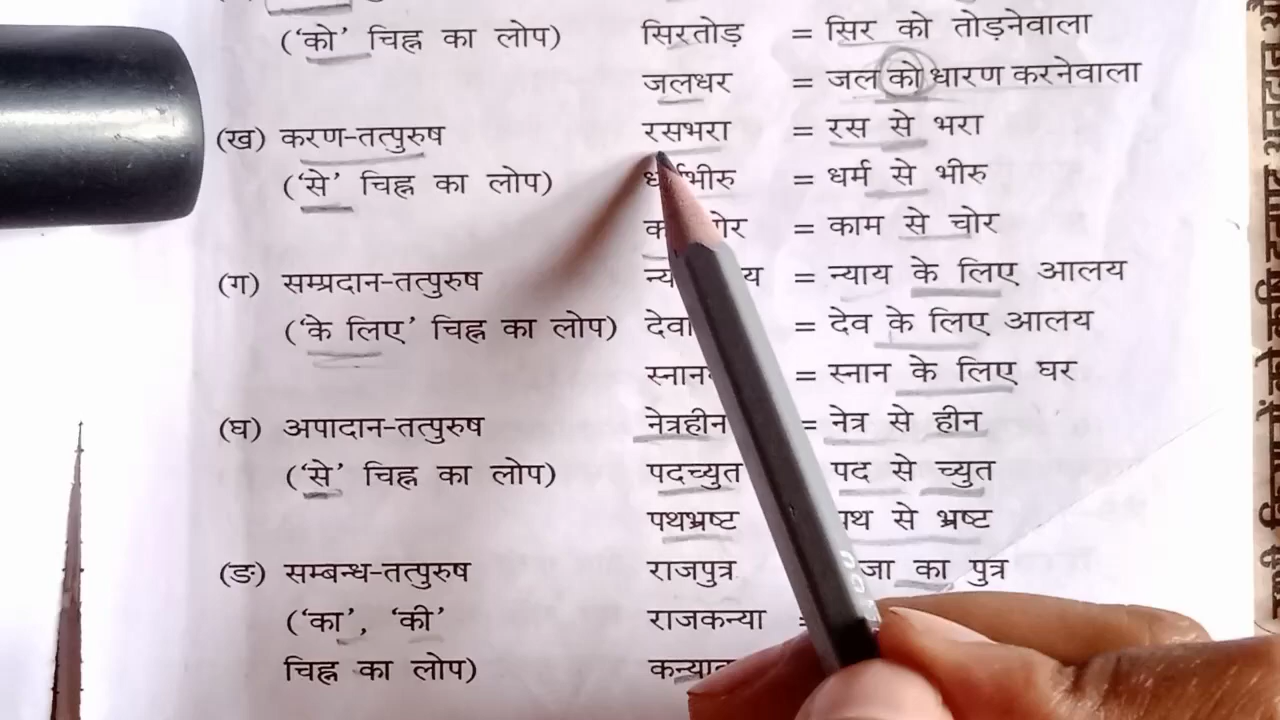 ('को' चिह्न का लोप) सिरतोड़ = सिर को तोड़नेवाला
जलधर = जल को धारण करनेवाला
(ख) करण-तत्पुरुष रसभरा = रस से भरा
('से' चिह्न का लोप) = धर्म से भीरु
= काम से चोर
(ग) सम्प्रदान-तत्पुरुष = न्याय के लिए आलय
('के लिए' चिह्न का लोप) = देव के लिए आलय
= स्नान के लिए घर
(घ) अपादान-तत्पुरुष नेत्रहीन = नेत्र से हीन
('से' चिह्न का लोप) पदच्युत पद से च्युत
पथभ्रष्ट से भ्रष्ट
(ङ) सम्बन्ध-तत्पुरुष राजपुत्र का पुत्र
('का', 'की' राजकन्या
चिह्न का लोप)